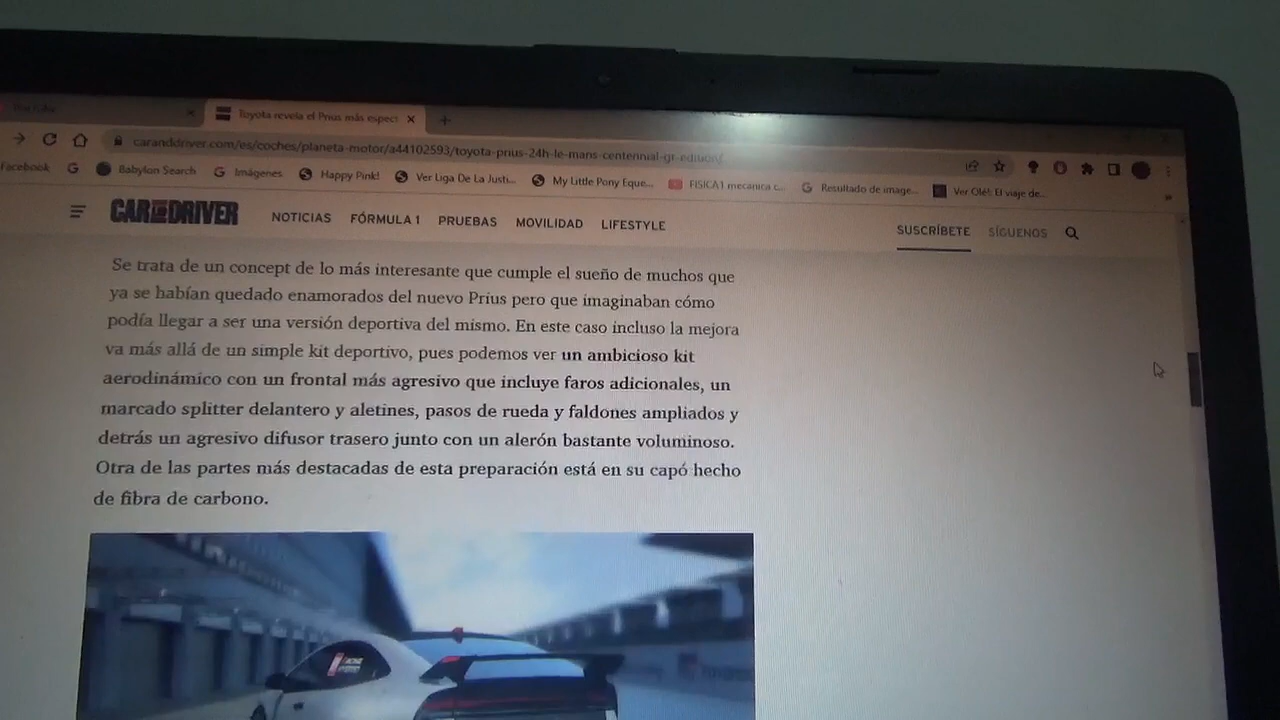 Toyota revela el Prius más espect
caranddriver.com/es/coches/planeta-motor/a44102593/toyota-prius-24h-le-mans-centennial-gr-edition/
Facebook Babylon Search Imágenes Happy Pink! Ver Liga De La Justi... My Little Pony Eque... FISICA1 mecanica c... Resultado de image... Ver Olé!: El viaje de...
CAR AND DRIVER NOTICIAS FÓRMULA 1 PRUEBAS MOVILIDAD LIFESTYLE SUSCRÍBETE SÍGUENOS
Se trata de un concept de lo más interesante que cumple el sueño de muchos que
ya se habían quedado enamorados del nuevo Prius pero que imaginaban cómo
podía llegar a ser una versión deportiva del mismo. En este caso incluso la mejora
va más allá de un simple kit deportivo, pues podemos ver un ambicioso kit
aerodinámico con un frontal más agresivo que incluye faros adicionales, un
marcado splitter delantero y aletines, pasos de rueda y faldones ampliados y
detrás un agresivo difusor trasero junto con un alerón bastante voluminoso.
Otra de las partes más destacadas de esta preparación está en su capó hecho
de fibra de carbono.